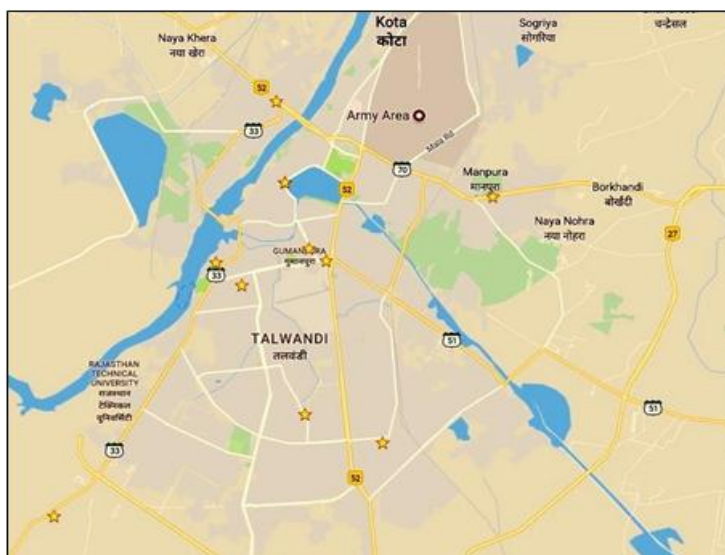 Kota
कोटा
Sogriya
सोगरिया
चन्द्रेसल
Naya Khera
नया खेरा
52
33
Army Area
Mala Rd
70
Manpura
मानपुरा
52
Borkhandi
बोरखंडी
Naya Nohra
नया नोहरा
27
GUMANPURA
गुमानपुरा
33
TALWANDI
तलवंडी
51
RAJASTHAN
TECHNICAL
UNIVERSITY
राजस्थान
टैक्निकल
यूनिवर्सिटी
51
33
52